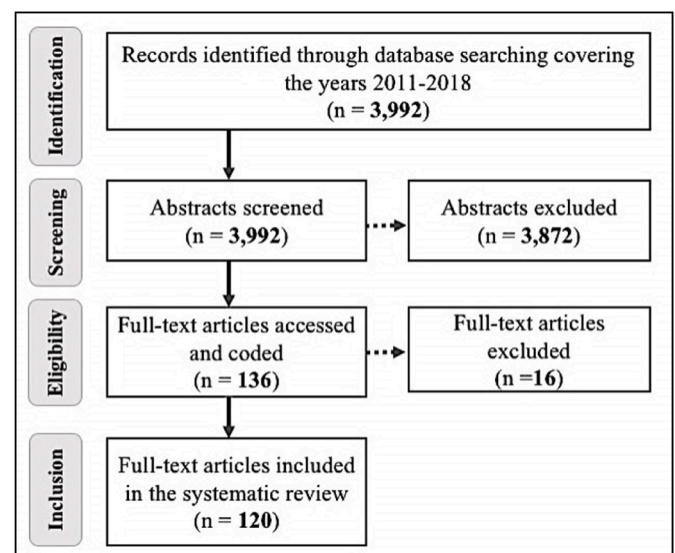 Identification
Records identified through database searching covering
the years 2011-2018
(n = 3,992)
Screening
Abstracts screened
(n = 3,992)
Abstracts excluded
(n = 3,872)
Eligibility
Full-text articles accessed
and coded
(n = 136)
Full-text articles
excluded
(n =16)
Inclusion
Full-text articles included
in the systematic review
(n = 120)